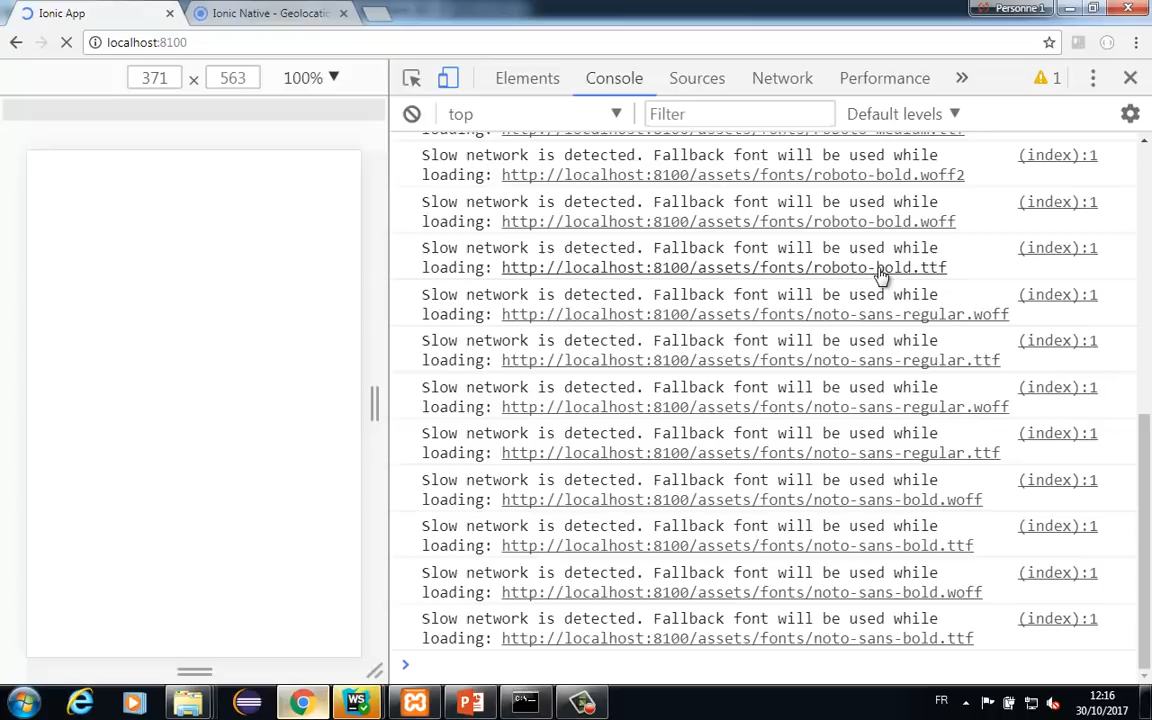 Ionic App
Ionic Native - Geolocatic
Personne 1
localhost:8100
371 × 563 100% ▼
Elements Console Sources Network Performance » 1
top ▼ Filter Default levels ▼
loading: http://localhost:8100/assets/fonts/roboto-medium.ttf
Slow network is detected. Fallback font will be used while (index):1
loading: http://localhost:8100/assets/fonts/roboto-bold.woff2
Slow network is detected. Fallback font will be used while (index):1
loading: http://localhost:8100/assets/fonts/roboto-bold.woff
Slow network is detected. Fallback font will be used while (index):1
loading: http://localhost:8100/assets/fonts/roboto-bold.ttf
Slow network is detected. Fallback font will be used while (index):1
loading: http://localhost:8100/assets/fonts/noto-sans-regular.woff
Slow network is detected. Fallback font will be used while (index):1
loading: http://localhost:8100/assets/fonts/noto-sans-regular.ttf
Slow network is detected. Fallback font will be used while (index):1
loading: http://localhost:8100/assets/fonts/noto-sans-regular.woff
Slow network is detected. Fallback font will be used while (index):1
loading: http://localhost:8100/assets/fonts/noto-sans-regular.ttf
Slow network is detected. Fallback font will be used while (index):1
loading: http://localhost:8100/assets/fonts/noto-sans-bold.woff
Slow network is detected. Fallback font will be used while (index):1
loading: http://localhost:8100/assets/fonts/noto-sans-bold.ttf
Slow network is detected. Fallback font will be used while (index):1
loading: http://localhost:8100/assets/fonts/noto-sans-bold.woff
Slow network is detected. Fallback font will be used while (index):1
loading: http://localhost:8100/assets/fonts/noto-sans-bold.ttf
WS
FR
12:16
30/10/2017